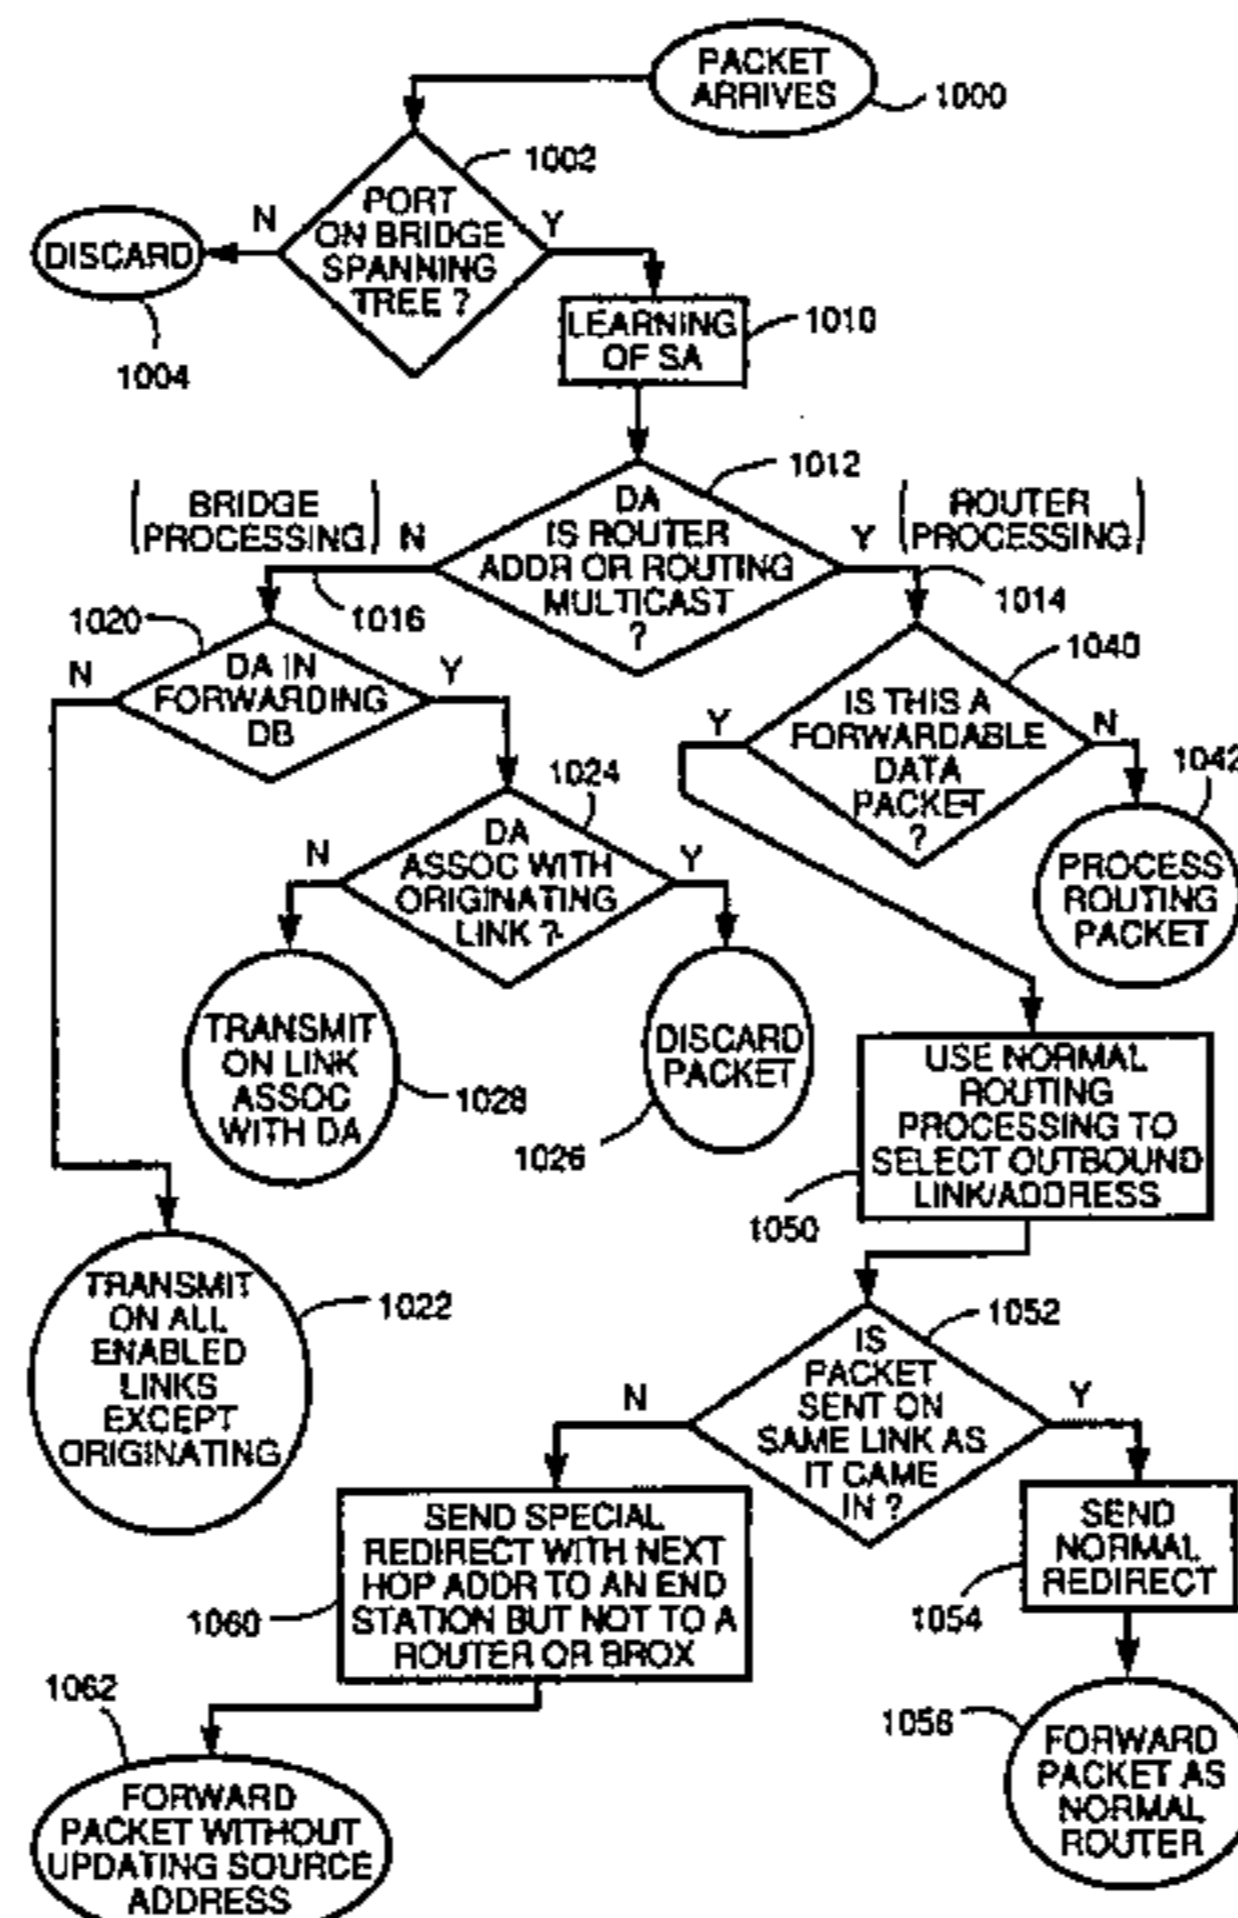 PACKET
ARRIVES
1000
1002
PORT
ON BRIDGE
SPANNING
TREE ?
N
Y
DISCARD
1004
LEARNING
OF SA
1010
1012
DA
IS ROUTER
ADDR OR ROUTING
MULTICAST
?
(BRIDGE
PROCESSING)
N
Y
(ROUTER
PROCESSING)
1016
1014
1020
DA IN
FORWARDING
DB
N
Y
1040
IS THIS A
FORWARDABLE
DATA
PACKET
?
Y
N
1042
PROCESS
ROUTING
PACKET
1024
DA
ASSOC WITH
ORIGINATING
LINK ?
N
Y
TRANSMIT
ON LINK
ASSOC
WITH DA
1028
DISCARD
PACKET
1026
USE NORMAL
ROUTING
PROCESSING TO
SELECT OUTBOUND
LINK/ADDRESS
1050
TRANSMIT
ON ALL
ENABLED
LINKS
EXCEPT
ORIGINATING
1022
1052
IS
PACKET
SENT ON
SAME LINK AS
IT CAME
IN ?
N
Y
SEND SPECIAL
REDIRECT WITH NEXT
HOP ADDR TO AN END
STATION BUT NOT TO A
ROUTER OR BROX
1060
SEND
NORMAL
REDIRECT
1054
1062
FORWARD
PACKET WITHOUT
UPDATING SOURCE
ADDRESS
1056
FORWARD
PACKET AS
NORMAL
ROUTER